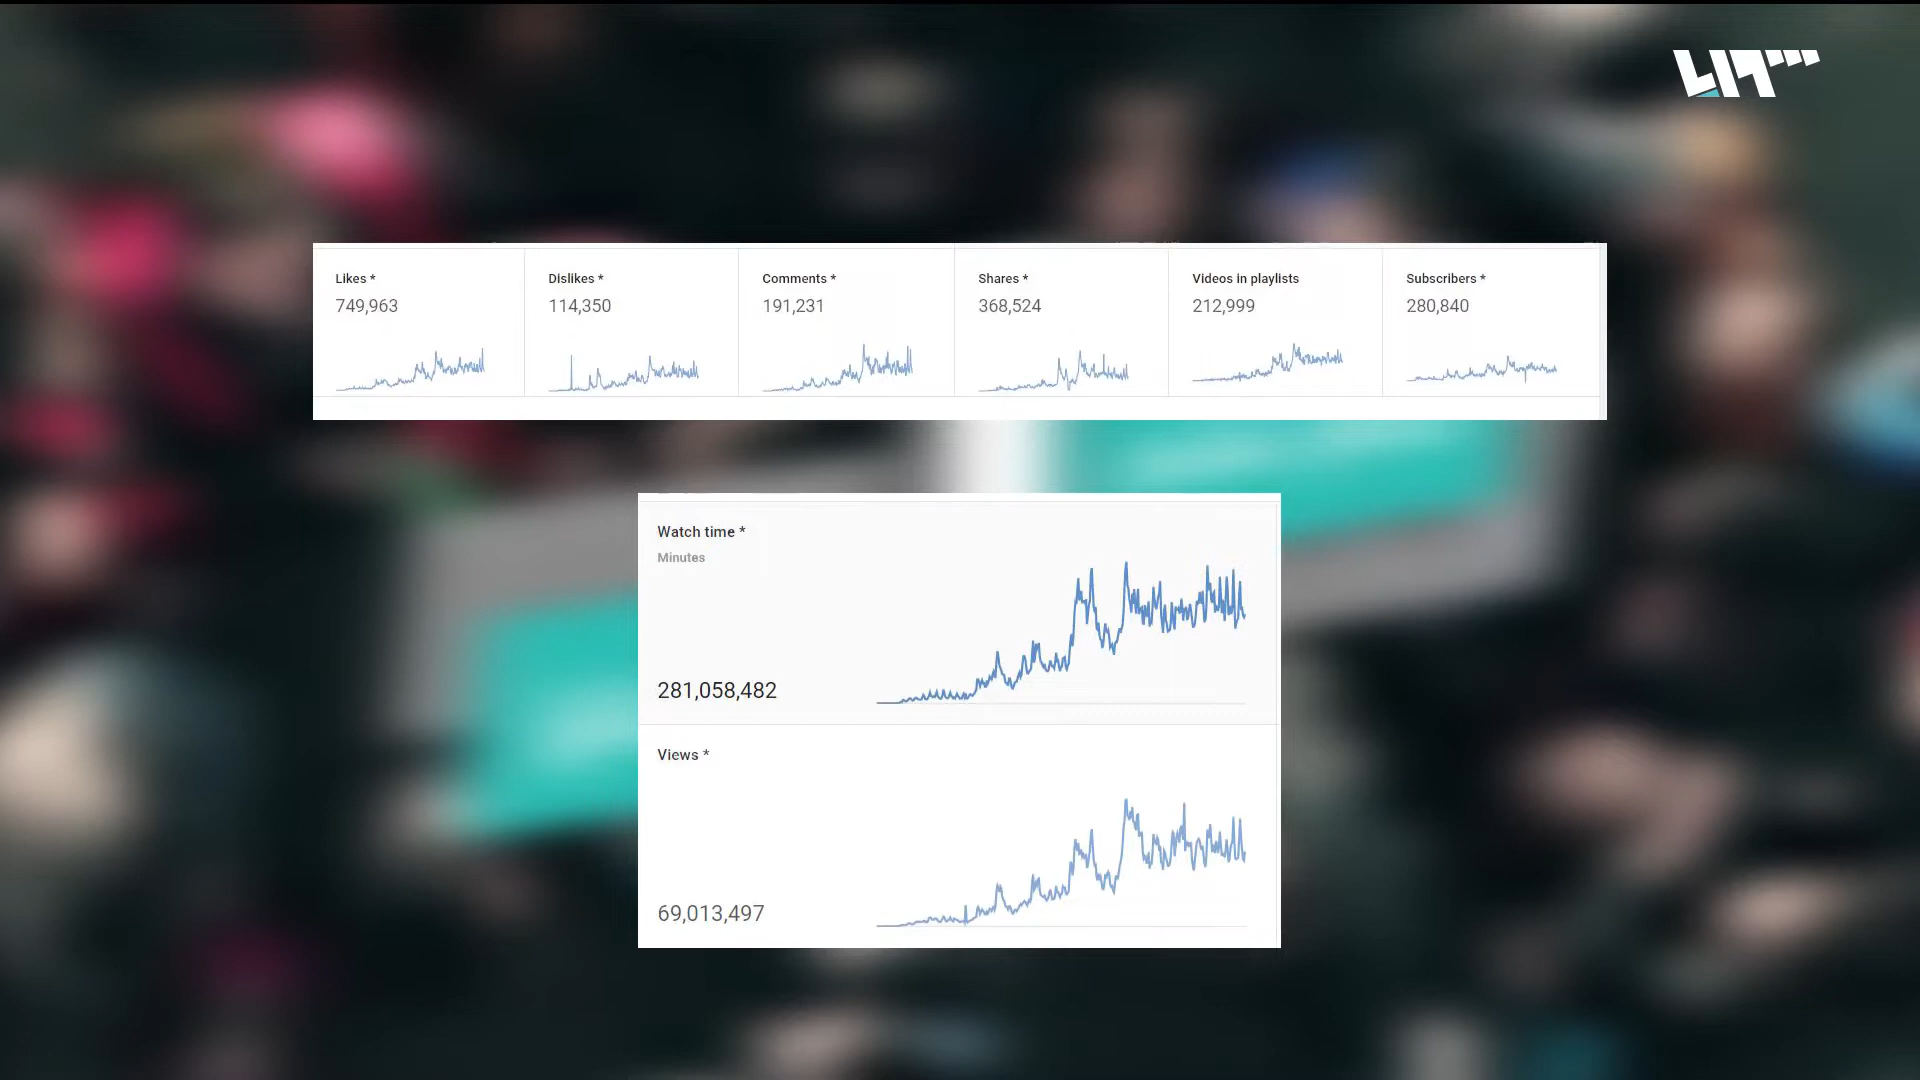 Likes *
749,963
Dislikes *
114,350
Comments *
191,231
Shares *
368,524
Videos in playlists
212,999
Subscribers *
280,840
Watch time *
Minutes
281,058,482
Views *
69,013,497